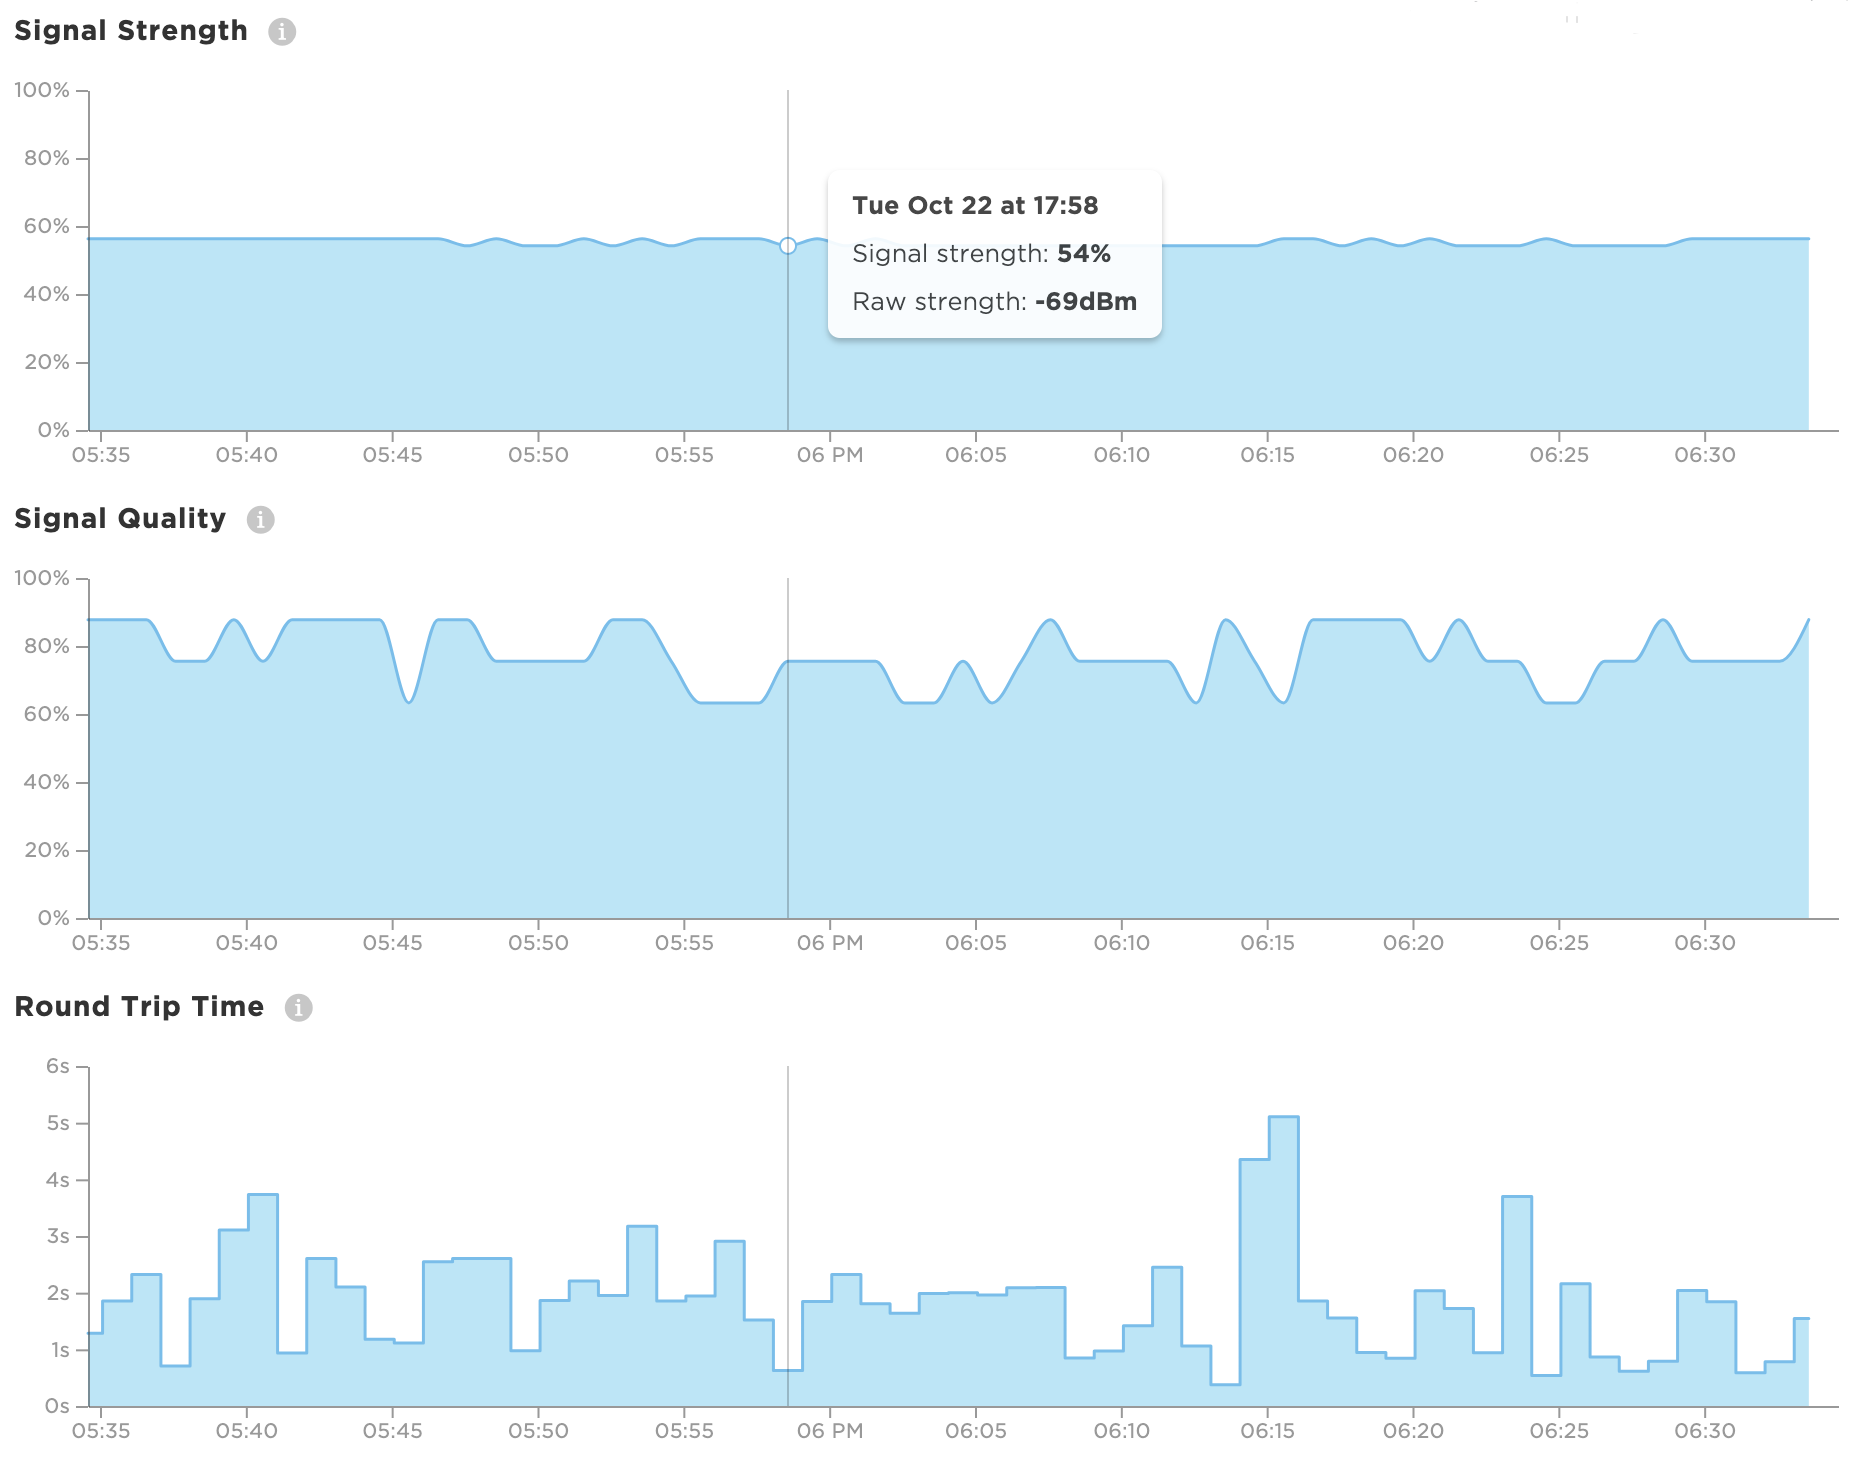 Signal Strength i
100%
80%
60%
40%
20%
0%
Tue Oct 22 at 17:58
Signal strength: 54%
Raw strength: -69dBm
05:35 05:40 05:45 05:50 05:55 06 PM 06:05 06:10 06:15 06:20 06:25 06:30
Signal Quality i
100%
80%
60%
40%
20%
0%
05:35 05:40 05:45 05:50 05:55 06 PM 06:05 06:10 06:15 06:20 06:25 06:30
Round Trip Time i
6s
5s
4s
3s
2s
1s
0s
05:35 05:40 05:45 05:50 05:55 06 PM 06:05 06:10 06:15 06:20 06:25 06:30